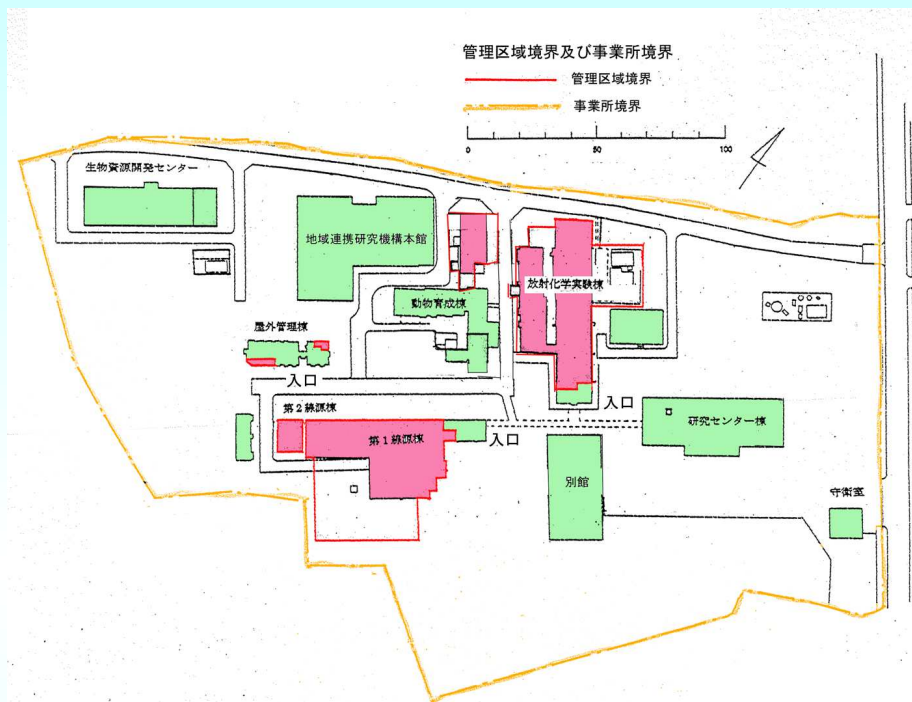 管理区域境界及び事業所境界
管理区域境界
事業所境界
0 50 100
生物資源開発センター
地域連携研究機構本館
放射化学実験棟
動物育成棟
屋外管理棟
入口
入口
第2線源棟
第1線源棟
入口
研究センター棟
別館
守衛室